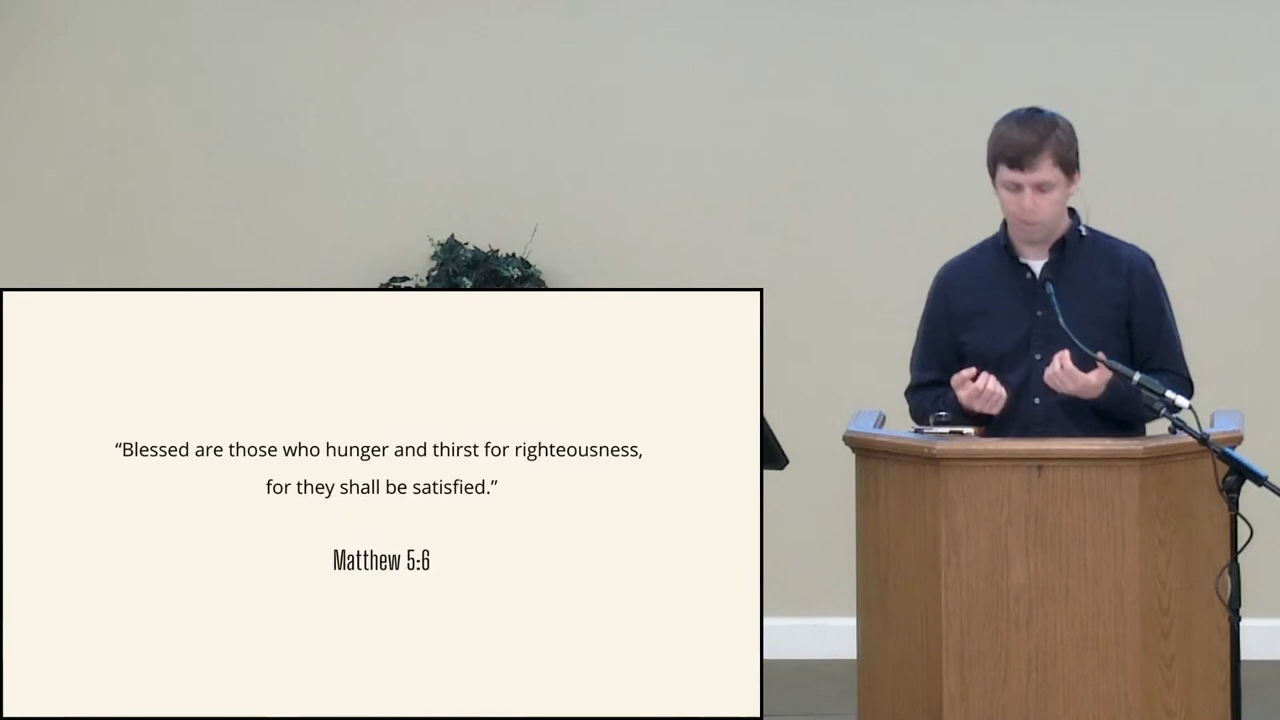 “Blessed are those who hunger and thirst for righteousness,
for they shall be satisfied.”
Matthew 5:6